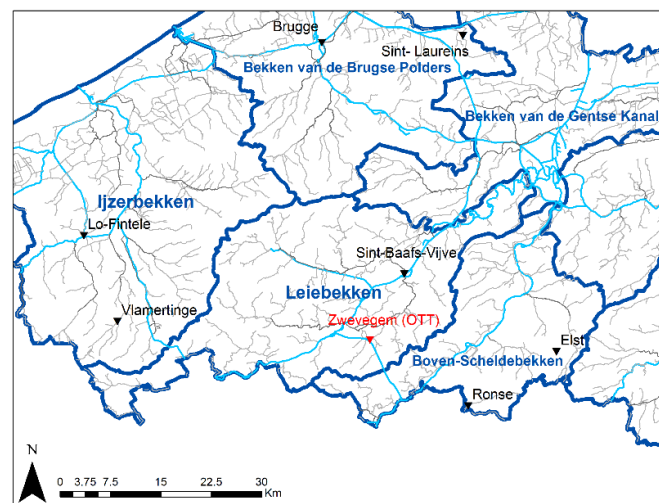 Brugge
Sint- Laureins
Bekken van de Brugse Polders
Bekken van de Gentse Kanal
Ijzerbekken
Lo-Fintele
Sint-Baafs-Vijve
Leiebekken
Vlamertinge
Zwevegem (OTT)
Elst
Boven-Scheldebekken
Ronse
N
0 3.75 7.5 15 22.5 30
Km